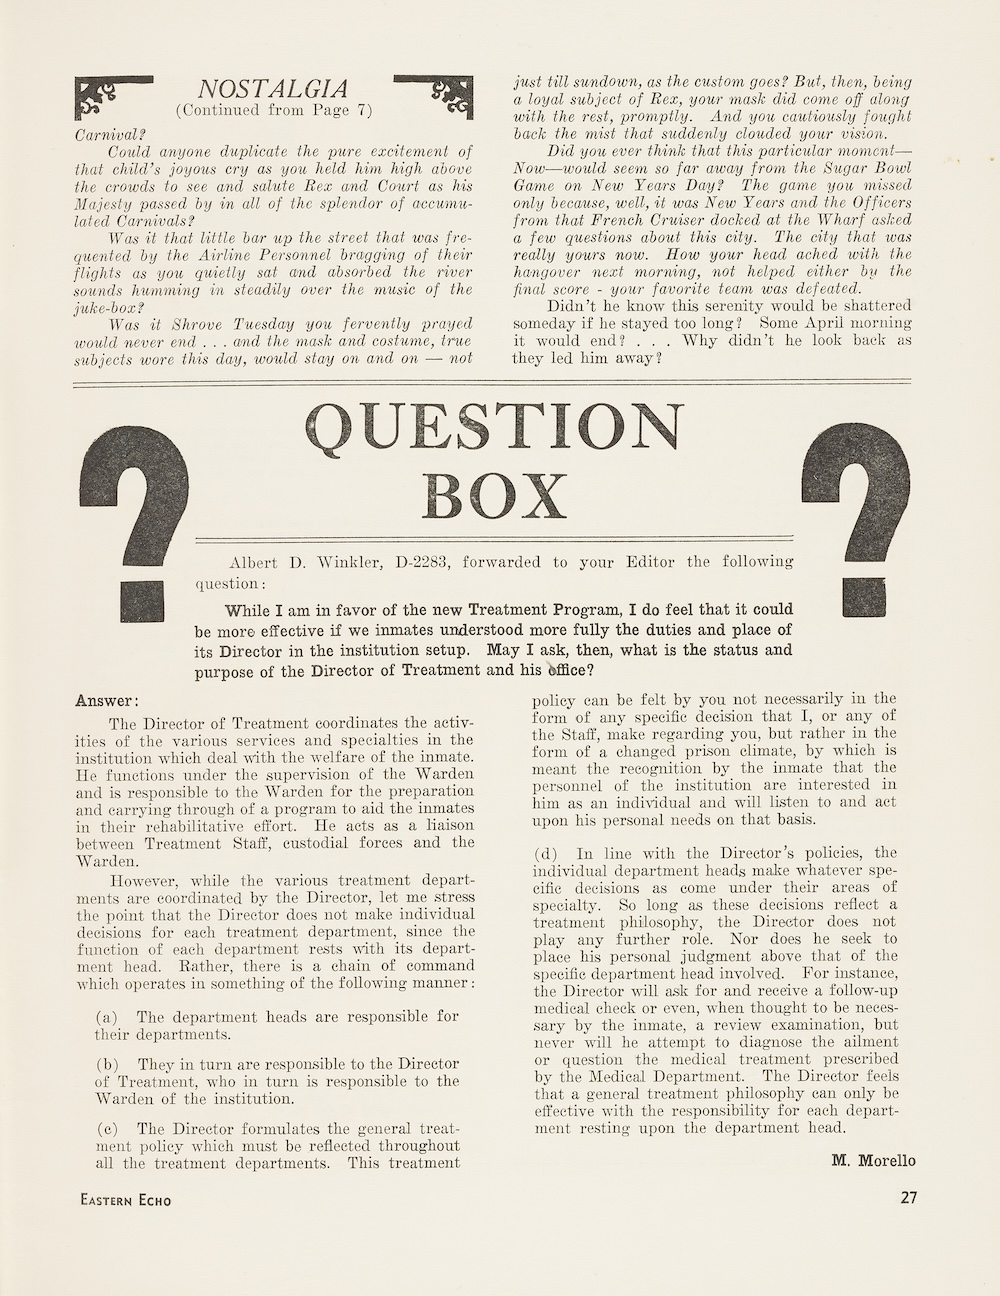 NOSTALGIA
(Continued from Page 7)
Carnival?
Could anyone duplicate the pure excitement of
that child's joyous cry as you held him high above
the crowds to see and salute Rex and Court as his
Majesty passed by in all of the splendor of accumu-
lated Carnivals?
Was it that little bar up the street that was fre-
quented by the Airline Personnel bragging of their
flights as you quietly sat and absorbed the river
sounds humming in steadily over the music of the
juke-box?
Was it Shrove Tuesday you fervently prayed
would never end . . . and the mask and costume, true
subjects wore this day, would stay on and on — not
just till sundown, as the custom goes? But, then, being
a loyal subject of Rex, your mask did come off along
with the rest, promptly. And you cautiously fought
back the mist that suddenly clouded your vision.
Did you ever think that this particular moment—
Now—would seem so far away from the Sugar Bowl
Game on New Years Day? The game you missed
only because, well, it was New Years and the Officers
from that French Cruiser docked at the Wharf asked
a few questions about this city. The city that was
really yours now. How your head ached with the
hangover next morning, not helped either by the
final score - your favorite team was defeated.
Didn't he know this serenity would be shattered
someday if he stayed too long? Some April morning
it would end? . . . Why didn't he look back as
they led him away?
?
QUESTION
BOX
?
Albert D. Winkler, D-2283, forwarded to your Editor the following
question:
While I am in favor of the new Treatment Program, I do feel that it could
be more effective if we inmates understood more fully the duties and place of
its Director in the institution setup. May I ask, then, what is the status and
purpose of the Director of Treatment and his office?
Answer:
The Director of Treatment coordinates the activ-
ities of the various services and specialties in the
institution which deal with the welfare of the inmate.
He functions under the supervision of the Warden
and is responsible to the Warden for the preparation
and carrying through of a program to aid the inmates
in their rehabilitative effort. He acts as a liaison
between Treatment Staff, custodial forces and the
Warden.
However, while the various treatment depart-
ments are coordinated by the Director, let me stress
the point that the Director does not make individual
decisions for each treatment department, since the
function of each department rests with its depart-
ment head. Rather, there is a chain of command
which operates in something of the following manner:
(a) The department heads are responsible for
their departments.
(b) They in turn are responsible to the Director
of Treatment, who in turn is responsible to the
Warden of the institution.
(c) The Director formulates the general treat-
ment policy which must be reflected throughout
all the treatment departments. This treatment
policy can be felt by you not necessarily in the
form of any specific decision that I, or any of
the Staff, make regarding you, but rather in the
form of a changed prison climate, by which is
meant the recognition by the inmate that the
personnel of the institution are interested in
him as an individual and will listen to and act
upon his personal needs on that basis.
(d) In line with the Director's policies, the
individual department heads make whatever spe-
cific decisions as come under their areas of
specialty. So long as these decisions reflect a
treatment philosophy, the Director does not
play any further role. Nor does he seek to
place his personal judgment above that of the
specific department head involved. For instance,
the Director will ask for and receive a follow-up
medical check or even, when thought to be neces-
sary by the inmate, a review examination, but
never will he attempt to diagnose the ailment
or question the medical treatment prescribed
by the Medical Department. The Director feels
that a general treatment philosophy can only be
effective with the responsibility for each depart-
ment resting upon the department head.
M. Morello
EASTERN ECHO
27